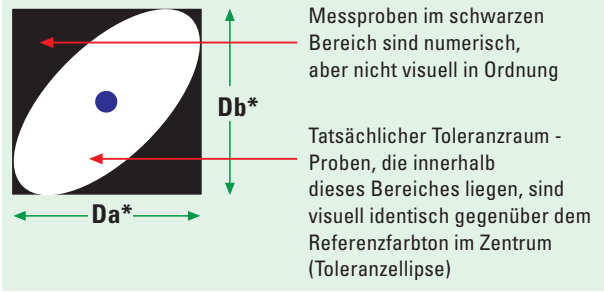 Messproben im schwarzen
Bereich sind numerisch,
aber nicht visuell in Ordnung
Db*
Tatsächlicher Toleranzraum -
Proben, die innerhalb
dieses Bereiches liegen, sind
visuell identisch gegenüber dem
Referenzfarbton im Zentrum
(Toleranzellipse)
Da*